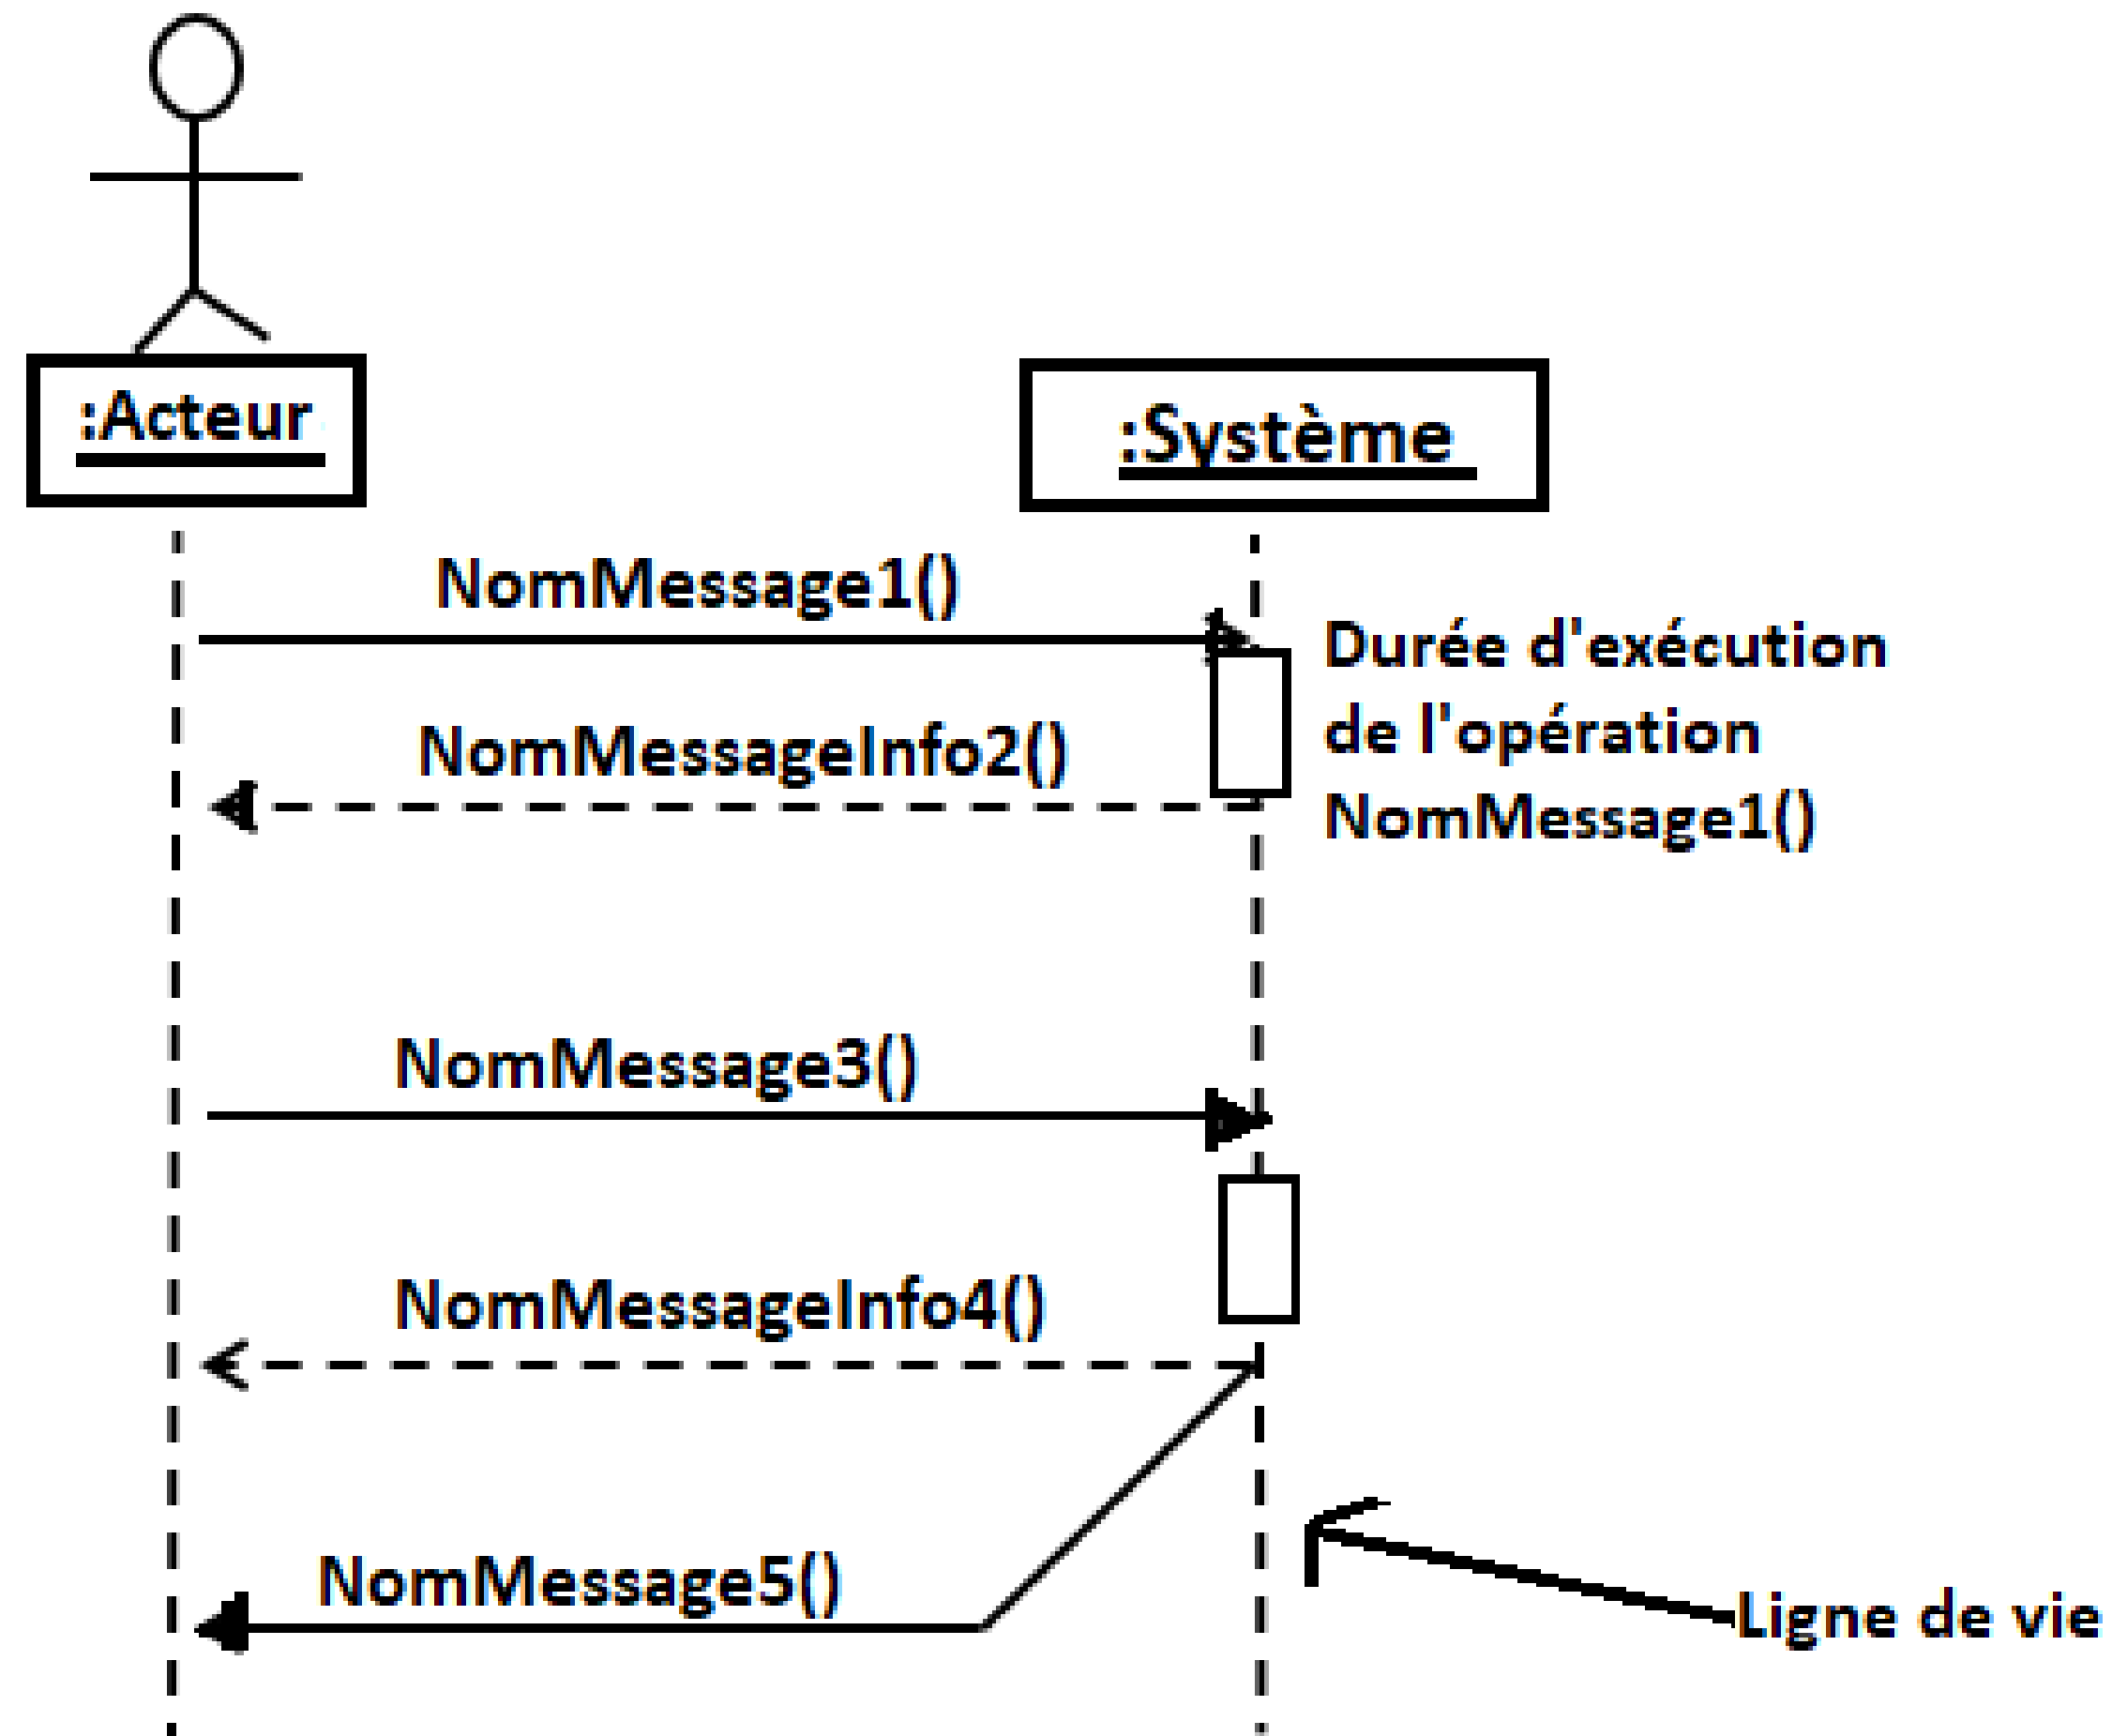 :Acteur
:Système
NomMessage1()
Durée d'exécution
de l'opération
NomMessage1()
NomMessageInfo2()
NomMessage3()
NomMessageInfo4()
NomMessage5()
Ligne de vie